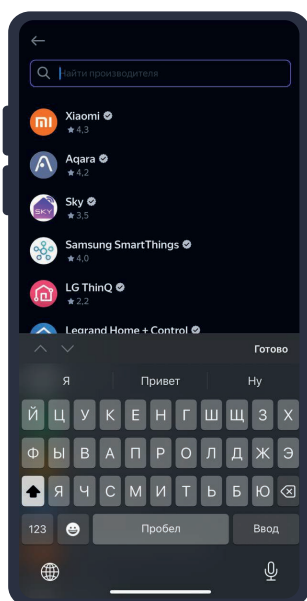 Найти производителя
Xiaomi
4,3
Aqara
4,2
SKY
Sky
3,5
Samsung SmartThings
4,0
LG ThinQ
2,2
Legrand Home + Control
Готово
Я Привет Ну
Й Ц У К Е Н Г Ш Щ З Х
Ф Ы В А П Р О Л Д Ж Э
Я Ч С М И Т Ь Б Ю
123 Пробел Ввод